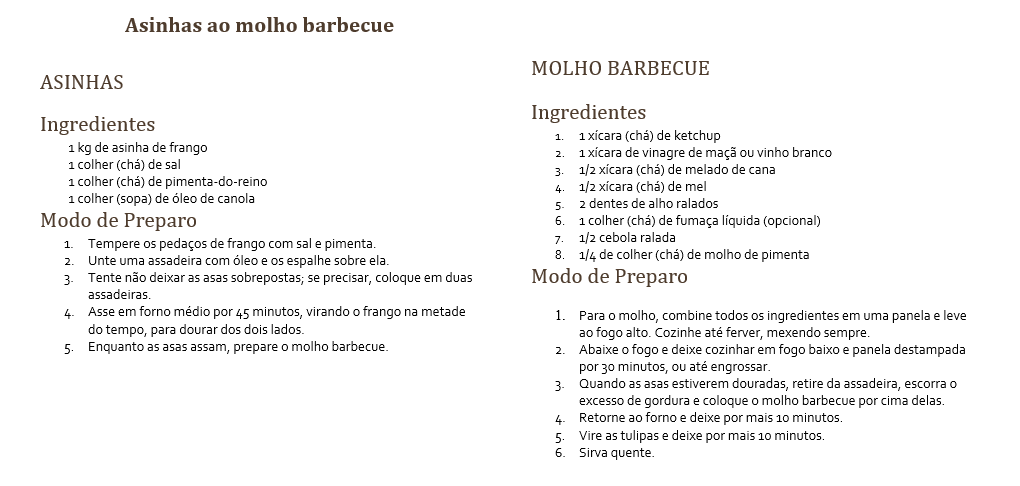 Asinhas ao molho barbecue
ASINHAS
Ingredientes
1 kg de asinha de frango
1 colher (chá) de sal
1 colher (chá) de pimenta-do-reino
1 colher (sopa) de óleo de canola
Modo de Preparo
1. Tempere os pedaços de frango com sal e pimenta.
2. Unte uma assadeira com óleo e os espalhe sobre ela.
3. Tente não deixar as asas sobrepostas; se precisar, coloque em duas
assadeiras.
4. Asse em forno médio por 45 minutos, virando o frango na metade
do tempo, para dourar dos dois lados.
5. Enquanto as asas assam, prepare o molho barbecue.
MOLHO BARBECUE
Ingredientes
1. 1 xícara (chá) de ketchup
2. 1 xícara de vinagre de maçã ou vinho branco
3. 1/2 xícara (chá) de melado de cana
4. 1/2 xícara (chá) de mel
5. 2 dentes de alho ralados
6. 1 colher (chá) de fumaça líquida (opcional)
7. 1/2 cebola ralada
8. 1/4 de colher (chá) de molho de pimenta
Modo de Preparo
1. Para o molho, combine todos os ingredientes em uma panela e leve
ao fogo alto. Cozinhe até ferver, mexendo sempre.
2. Abaixe o fogo e deixe cozinhar em fogo baixo e panela destampada
por 30 minutos, ou até engrossar.
3. Quando as asas estiverem douradas, retire da assadeira, escorra o
excesso de gordura e coloque o molho barbecue por cima delas.
4. Retorne ao forno e deixe por mais 10 minutos.
5. Vire as tulipas e deixe por mais 10 minutos.
6. Sirva quente.